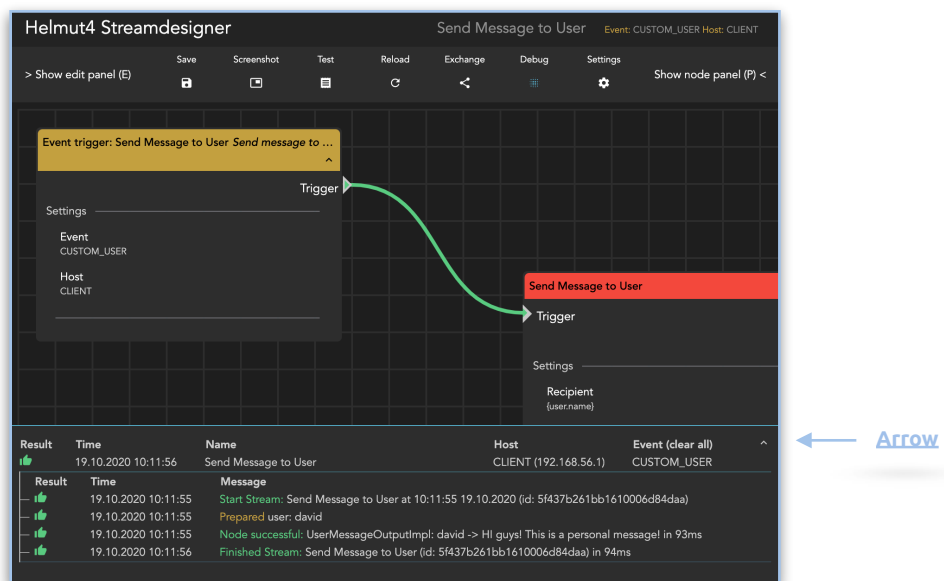 Helmut4 Streamdesigner
Send Message to User Event: CUSTOM_USER Host: CLIENT
> Show edit panel (E) Save Screenshot Test Reload Exchange Debug Settings Show node panel (P) <
Event trigger: Send Message to User Send message to ...
Trigger
Settings
Event
CUSTOM_USER
Host
CLIENT
Send Message to User
Trigger
Settings
Recipient
{user.name}
Result Time Name Host Event (clear all)
19.10.2020 10:11:56 Send Message to User CLIENT (192.168.56.1) CUSTOM_USER
Result Time Message
19.10.2020 10:11:55 Start Stream: Send Message to User at 10:11:55 19.10.2020 (id: 5f437b261bb1610006d84daa)
19.10.2020 10:11:55 Prepared user: david
19.10.2020 10:11:55 Node successful: UserMessageOutputImpl: david -> HI guys! This is a personal message! in 93ms
19.10.2020 10:11:56 Finished Stream: Send Message to User (id: 5f437b261bb1610006d84daa) in 94ms
Arrow